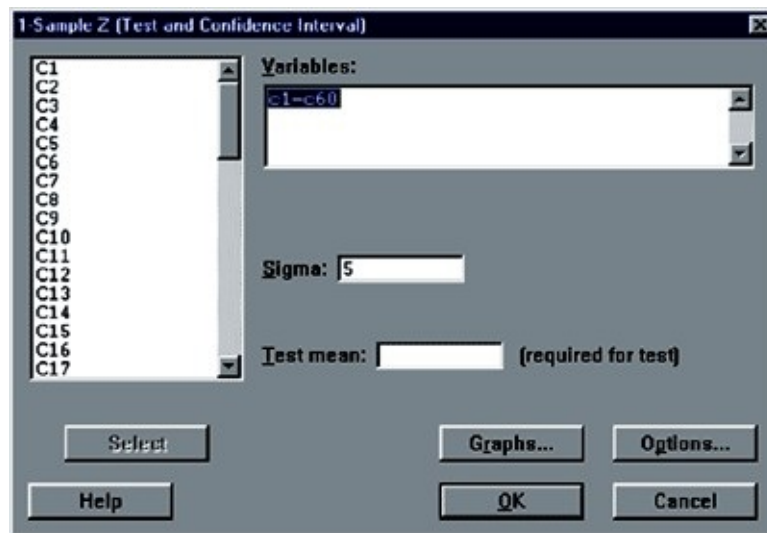 1-Sample Z (Test and Confidence Interval)
C1
C2
C3
C4
C5
C6
C7
C8
C9
C10
C11
C12
C13
C14
C15
C16
C17
Variables:
c1-c60
Sigma: 5
Test mean: (required for test)
Select
Graphs...
Options...
Help
OK
Cancel